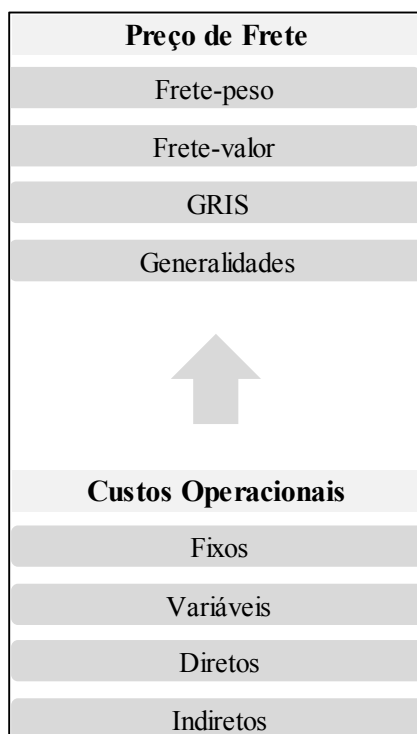 Preço de Frete
Frete-peso
Frete-valor
GRIS
Generalidades
Custos Operacionais
Fixos
Variáveis
Diretos
Indiretos